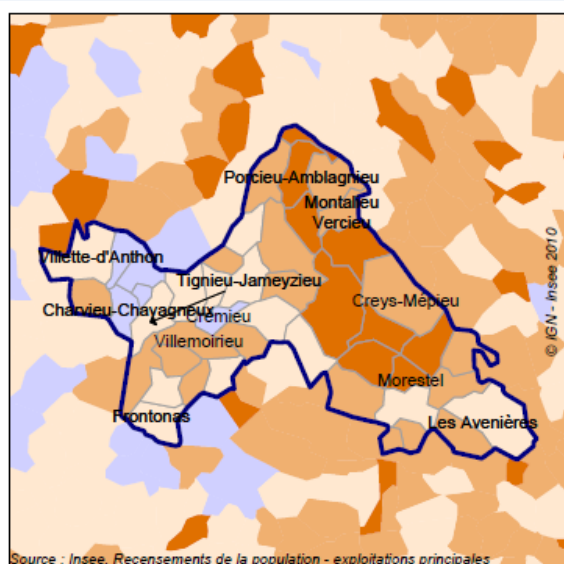 Porcieu-Amblagnieu
Montalieu
Vercieu
Villette-d'Anthon
Tignieu-Jameyzieu
Charvieu-Chavagneux
Crémieu
Creys-Mépieu
Villemoirieu
Morestel
Frontonas
Les Avenières
© IGN - Insee 2010
Source : Insee, Recensements de la population - exploitations principales